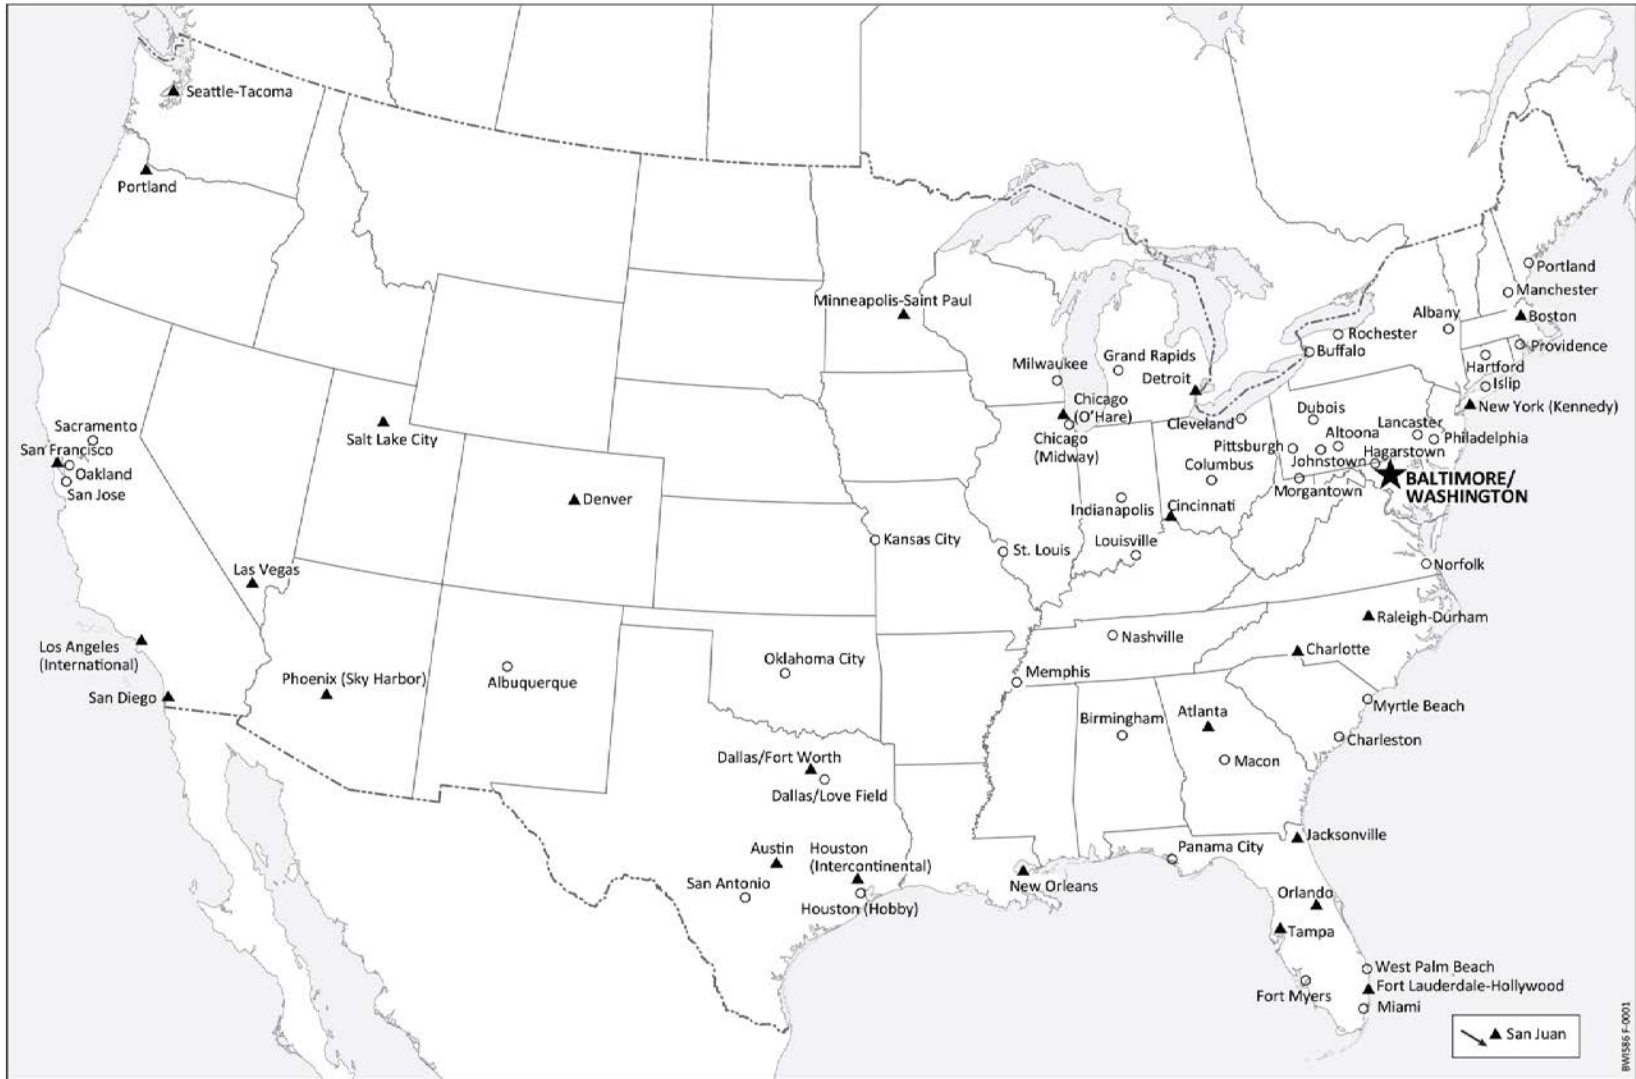 Seattle-Tacoma
Portland
Minneapolis-Saint Paul
Portland
Manchester
Albany
Boston
Rochester
Buffalo
Providence
Hartford
Islip
Milwaukee
Grand Rapids
Detroit
Chicago
(O'Hare)
New York (Kennedy)
Cleveland
Chicago
(Midway)
Dubois
Lancaster
Altoona
Philadelphia
Pittsburgh
Johnstown
Hagarstown
BALTIMORE/
WASHINGTON
Morgantown
Columbus
Indianapolis
Cincinnati
Louisville
Sacramento
San Francisco
Oakland
San Jose
Salt Lake City
Denver
Kansas City
St. Louis
Norfolk
Las Vegas
Los Angeles
(International)
San Diego
Phoenix (Sky Harbor)
Albuquerque
Oklahoma City
Nashville
Memphis
Raleigh-Durham
Charlotte
Myrtle Beach
Charleston
Birmingham
Atlanta
Macon
Dallas/Fort Worth
Dallas/Love Field
Austin
Houston
(Intercontinental)
San Antonio
Houston (Hobby)
New Orleans
Panama City
Jacksonville
Orlando
Tampa
West Palm Beach
Fort Lauderdale-Hollywood
Fort Myers
Miami
San Juan
BWI586 F-0001